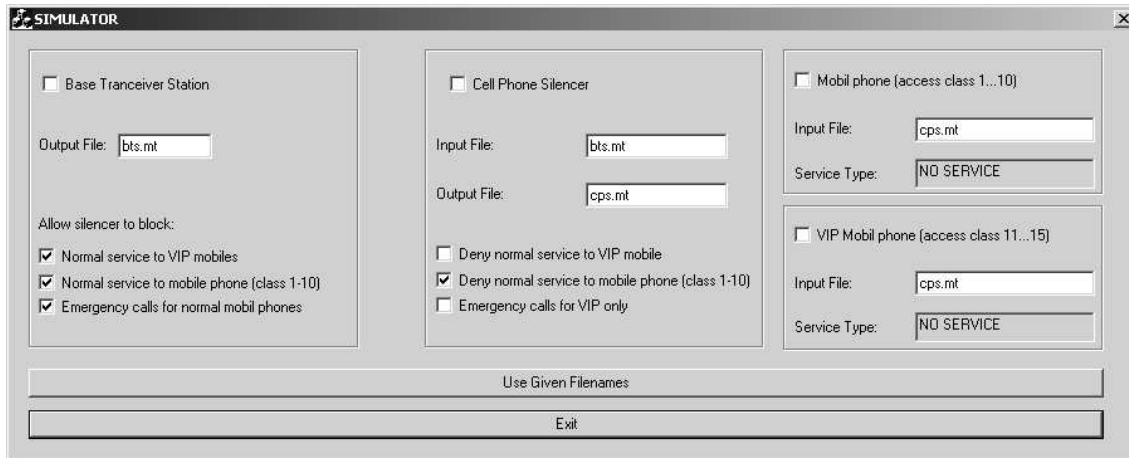 SIMULATOR
Base Tranceiver Station
Output File: bts.mt
Allow silencer to block:
Normal service to VIP mobiles
Normal service to mobile phone (class 1-10)
Emergency calls for normal mobil phones
Cell Phone Silencer
Input File: bts.mt
Output File: cps.mt
Deny normal service to VIP mobile
Deny normal service to mobile phone (class 1-10)
Emergency calls for VIP only
Mobil phone (access class 1...10)
Input File: cps.mt
Service Type: NO SERVICE
VIP Mobil phone (access class 11...15)
Input File: cps.mt
Service Type: NO SERVICE
Use Given Filenames
Exit